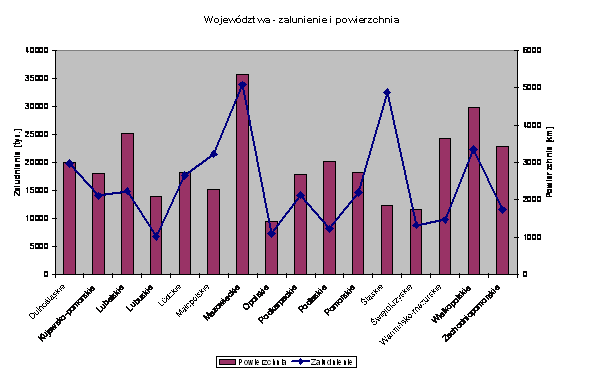 Województwa - zalunienie i powierzchnia
40000
35000
30000
25000
20000
15000
10000
5000
0
Zaludnienie [tys.]
6000
5000
4000
3000
2000
1000
0
Powierzchnia [km]
Dolnośląskie
Kujawsko-pomorskie
Lubelskie
Lubuskie
Łódzkie
Małopolskie
Mazowieckie
Opolskie
Podkarpackie
Podlaskie
Pomorskie
Śląskie
Świętokrzyskie
Warmińsko-mazurskie
Wielkopolskie
Zachodniopomorskie
Powierzchnia
Zaludnienie